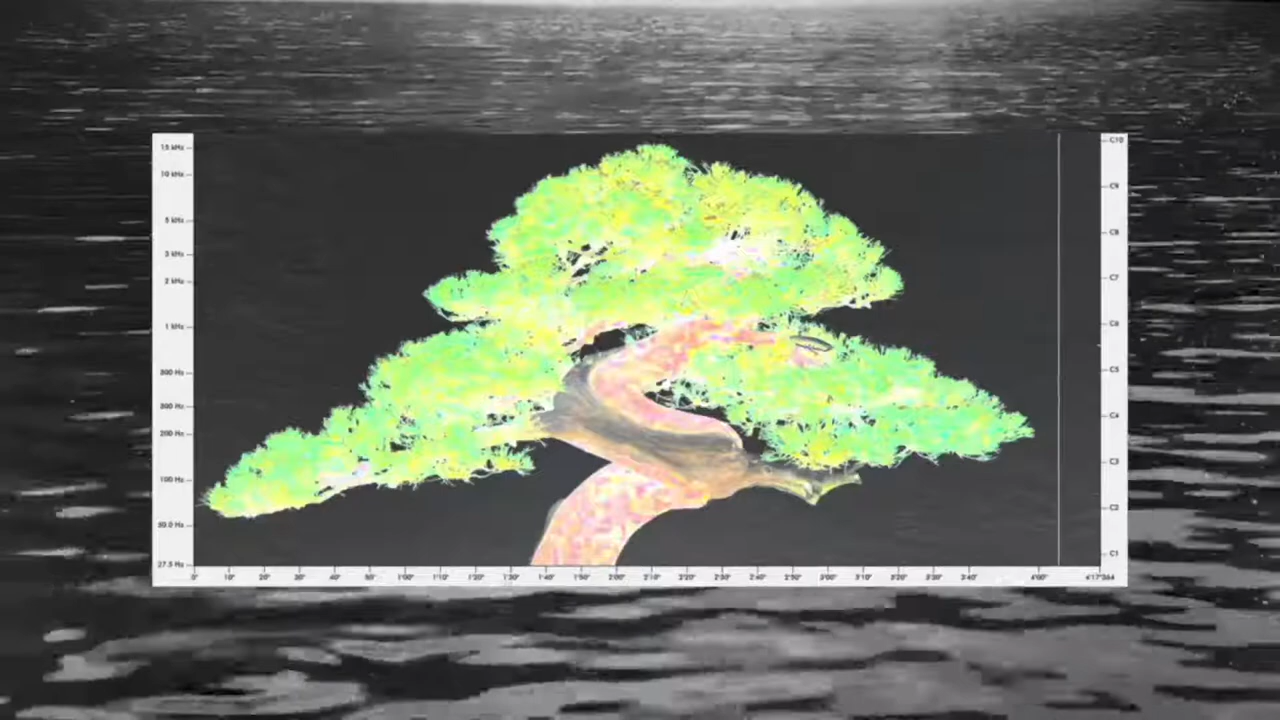 15 kHz
10 kHz
5 kHz
3 kHz
2 kHz
1 kHz
500 Hz
300 Hz
200 Hz
100 Hz
50.0 Hz
27.5 Hz
C10
C9
C8
C7
C6
C5
C4
C3
C2
C1
0" 10" 20" 30" 40" 50" 1'00 1'10" 1'20" 1'30" 1'40" 1'50" 2'00 2'10" 2'20" 2'30" 2'40" 2'50" 3'00 3'10" 3'20" 3'30" 3'40" 4'00" 4'17"264